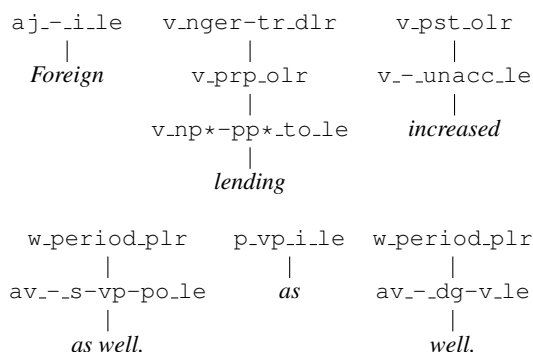 aj_-_i_le v_nger-tr_dlr v_pst_olr
Foreign v_prp_olr v_-_unacc_le
v_np*-pp*_to_le increased
lending
w_period_plr p_vp_i_le w_period_plr
av_-_s-vp-po_le as av_-_dg-v_le
as well. well.